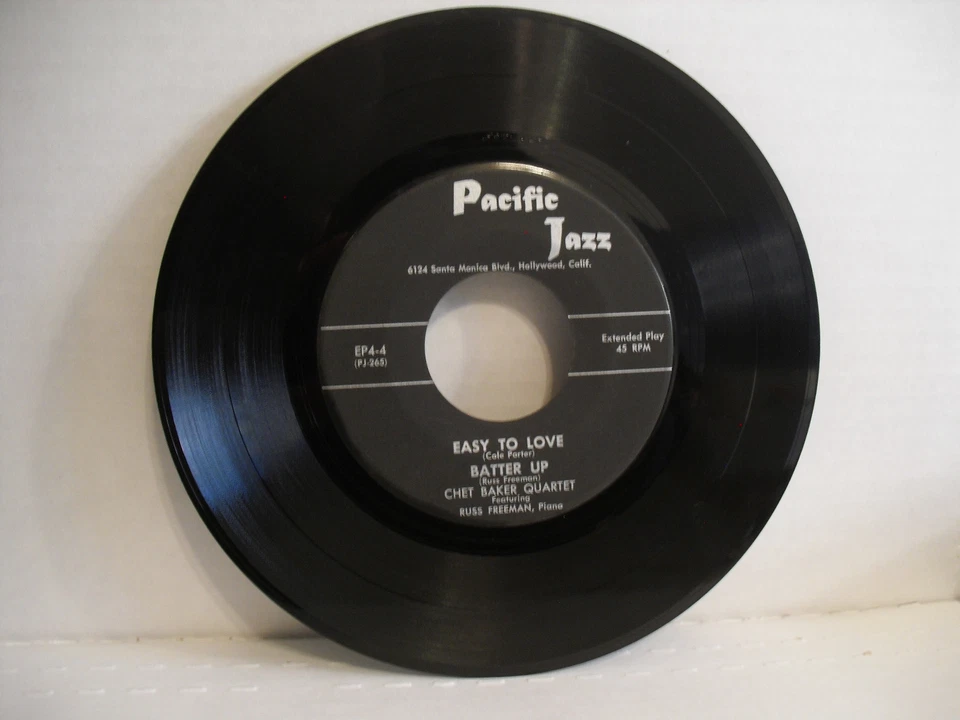 Pacific
Jazz
6124 Santa Monica Blvd., Hollywood, Calif.
EP4-4
(PJ-265)
Extended Play
45 RPM
EASY TO LOVE
(Cole Porter)
BATTER UP
(Russ Freeman)
CHET BAKER QUARTET
Featuring
RUSS FREEMAN, Piano